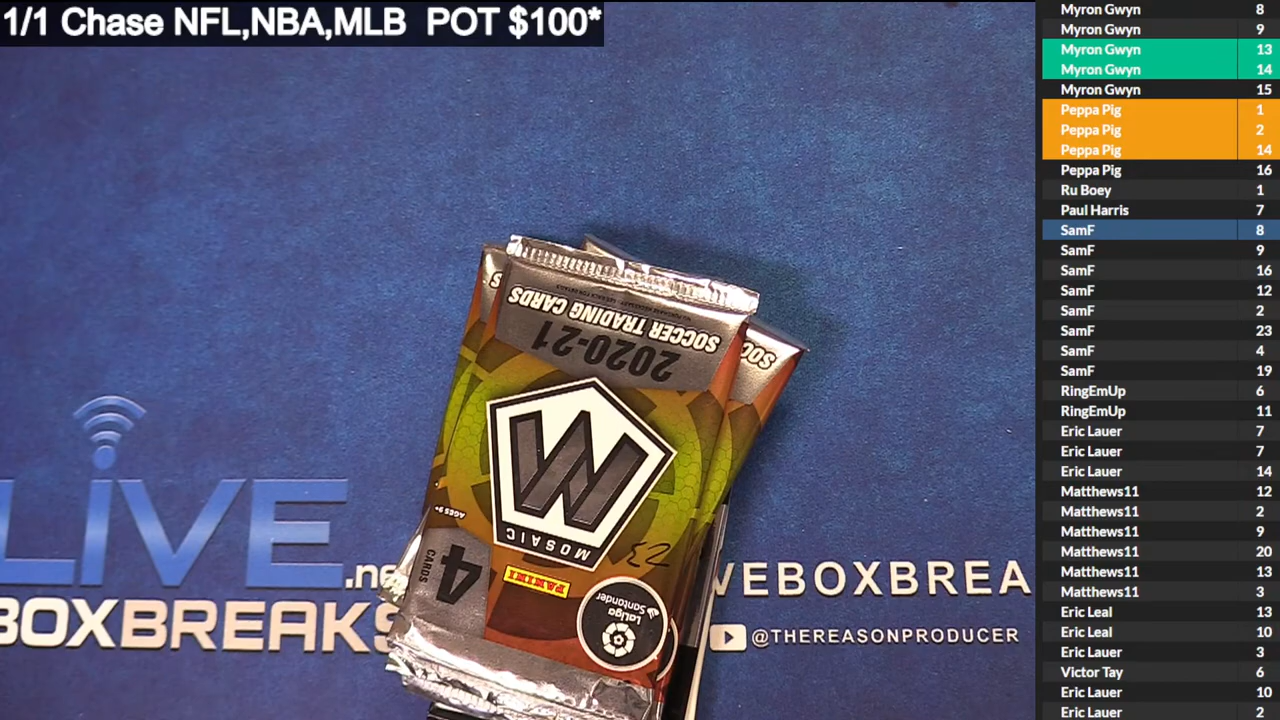 1/1 Chase NFL,NBA,MLB POT $100*
Myron Gwyn 8
Myron Gwyn 9
Myron Gwyn 13
Myron Gwyn 14
Myron Gwyn 15
Peppa Pig 1
Peppa Pig 2
Peppa Pig 14
Peppa Pig 16
Ru Boey 1
Paul Harris 7
SamF 8
SamF 9
SamF 16
SamF 12
SamF 2
SamF 23
SamF 4
SamF 19
RingEmUp 6
RingEmUp 11
Eric Lauer 7
Eric Lauer 7
Eric Lauer 14
Matthews11 12
Matthews11 2
Matthews11 9
Matthews11 20
Matthews11 13
Matthews11 3
Eric Leal 13
Eric Leal 10
Eric Lauer 3
Victor Tay 6
Eric Lauer 10
Eric Lauer 2
SOCCER TRADING CARDS
2020-21
SOC
MOSAIC
AGES 9+
4 CARDS
PANINI
23
LaLiga
Santander
LIVE
.ne
BOXBREAKS
VEBOXBREA
@THEREASONPRODUCER